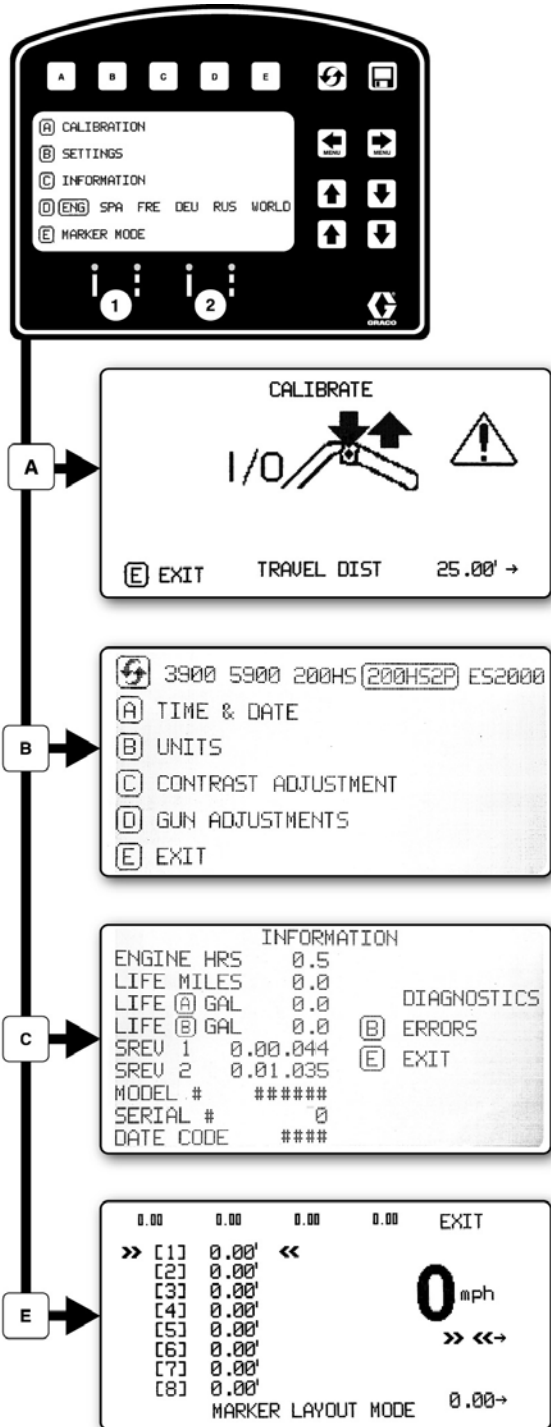 A B C D E
A CALIBRATION
B SETTINGS
C INFORMATION
D ENG SPA FRE DEU RUS WORLD
E MARKER MODE
MENU MENU
1 2
GRACO
A
CALIBRATE
I/O
!
E EXIT TRAVEL DIST 25.00' →
B
3900 5900 200HS 200HS2P ES2000
A TIME & DATE
B UNITS
C CONTRAST ADJUSTMENT
D GUN ADJUSTMENTS
E EXIT
C
INFORMATION
ENGINE HRS 0.5
LIFE MILES 0.0
LIFE A GAL 0.0 DIAGNOSTICS
LIFE B GAL 0.0 B ERRORS
SREV 1 0.00.044 E EXIT
SREV 2 0.01.035
MODEL # ######
SERIAL # 0
DATE CODE ####
E
0.00 0.00 0.00 0.00 EXIT
>> [1] 0.00' <<
[2] 0.00'
[3] 0.00'
[4] 0.00'
[5] 0.00'
[6] 0.00'
[7] 0.00'
[8] 0.00'
0 mph
>> <<→
MARKER LAYOUT MODE 0.00→